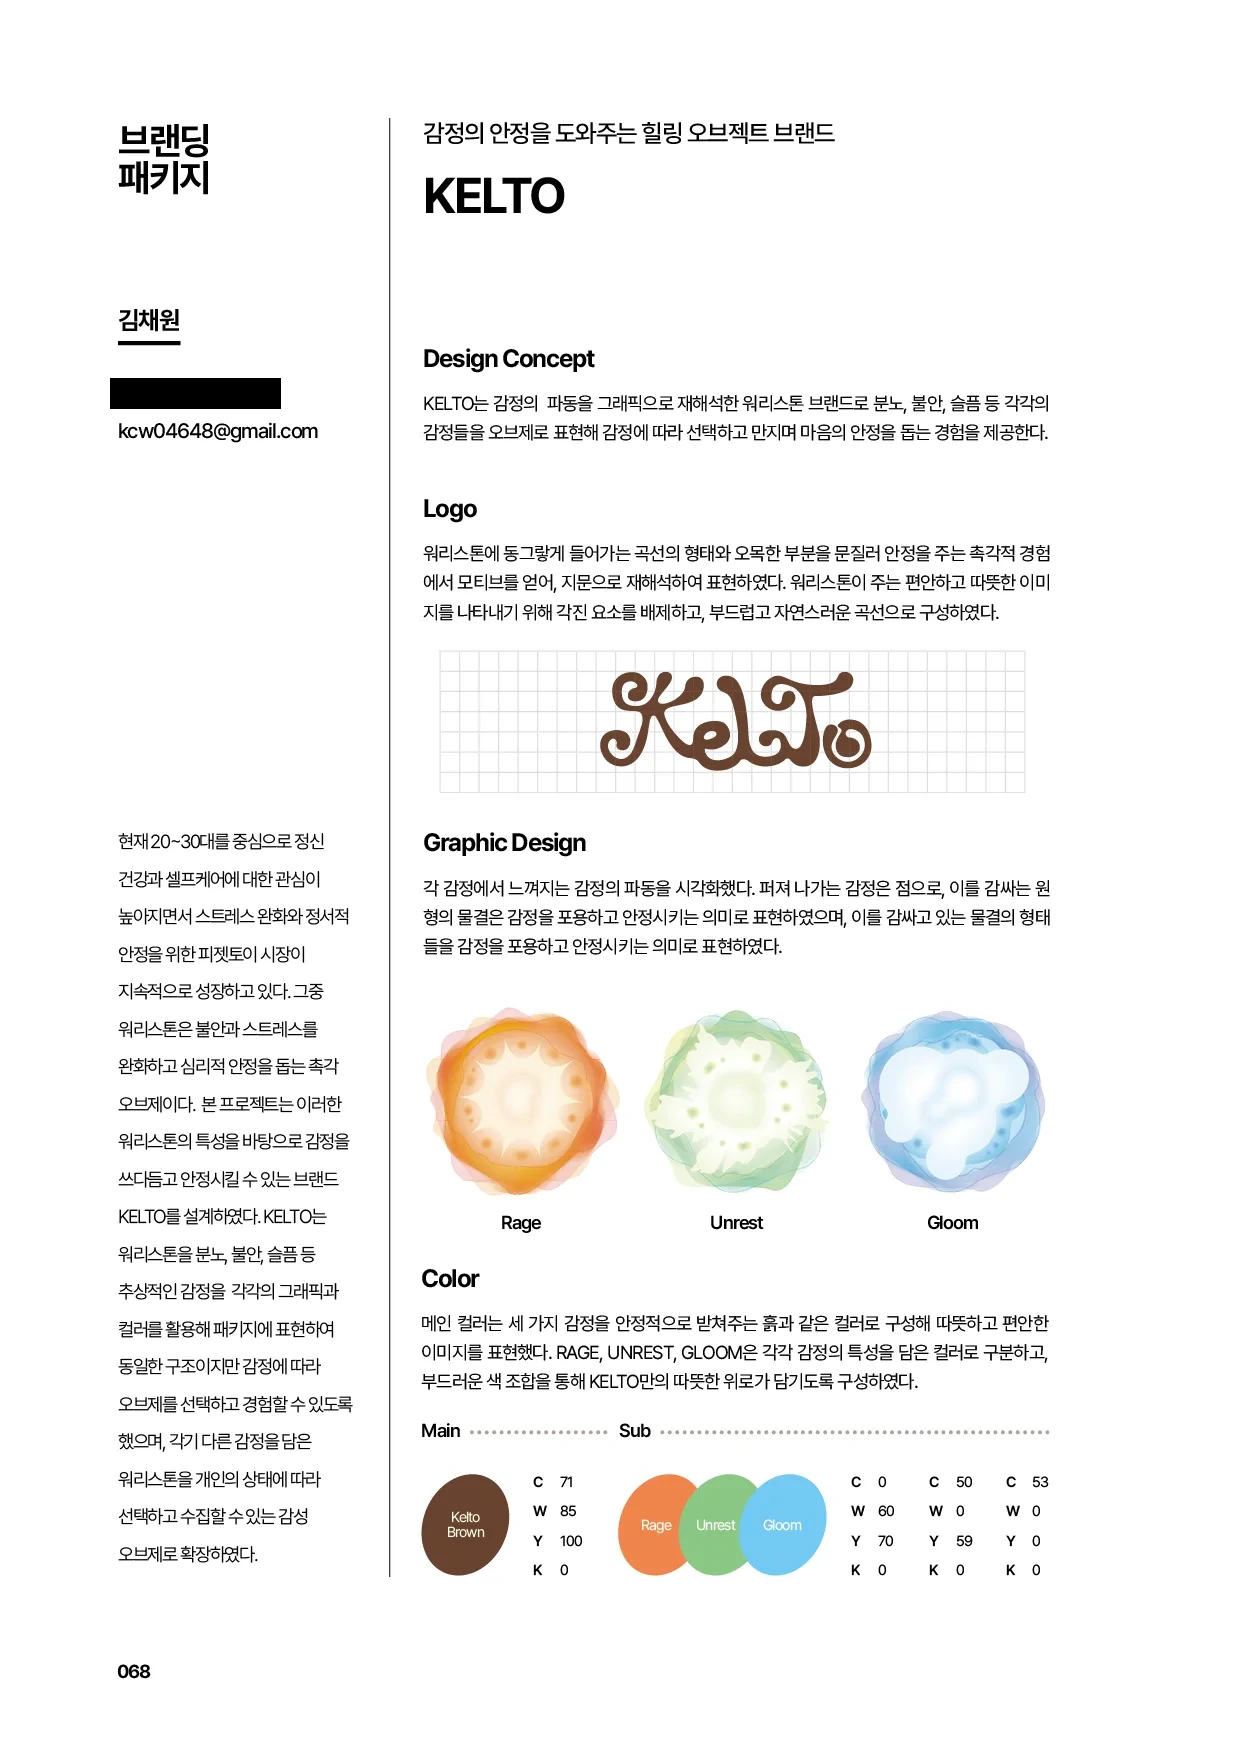 브랜딩
패키지
김채원
kcw04648@gmail.com
현재 20~30대를 중심으로 정신
건강과 셀프케어에 대한 관심이
높아지면서 스트레스 완화와 정서적
안정을 위한 피젯토이 시장이
지속적으로 성장하고 있다. 그중
워리스톤은 불안과 스트레스를
완화하고 심리적 안정을 돕는 촉각
오브제이다. 본 프로젝트는 이러한
워리스톤의 특성을 바탕으로 감정을
쓰다듬고 안정시킬 수 있는 브랜드
KELTO를 설계하였다. KELTO는
워리스톤을 분노, 불안, 슬픔 등
추상적인 감정을 각각의 그래픽과
컬러를 활용해 패키지에 표현하여
동일한 구조이지만 감정에 따라
오브제를 선택하고 경험할 수 있도록
했으며, 각기 다른 감정을 담은
워리스톤을 개인의 상태에 따라
선택하고 수집할 수 있는 감성
오브제로 확장하였다.
068
감정의 안정을 도와주는 힐링 오브젝트 브랜드
KELTO
Design Concept
KELTO는 감정의 파동을 그래픽으로 재해석한 워리스톤 브랜드로 분노, 불안, 슬픔 등 각각의
감정들을 오브제로 표현해 감정에 따라 선택하고 만지며 마음의 안정을 돕는 경험을 제공한다.
Logo
워리스톤에 동그랗게 들어가는 곡선의 형태와 오목한 부분을 문질러 안정을 주는 촉각적 경험
에서 모티브를 얻어, 지문으로 재해석하여 표현하였다. 워리스톤이 주는 편안하고 따뜻한 이미
지를 나타내기 위해 각진 요소를 배제하고, 부드럽고 자연스러운 곡선으로 구성하였다.
KelTo
Graphic Design
각 감정에서 느껴지는 감정의 파동을 시각화했다. 퍼져 나가는 감정은 점으로, 이를 감싸는 원
형의 물결은 감정을 포용하고 안정시키는 의미로 표현하였으며, 이를 감싸고 있는 물결의 형태
들을 감정을 포용하고 안정시키는 의미로 표현하였다.
Rage Unrest Gloom
Color
메인 컬러는 세 가지 감정을 안정적으로 받쳐주는 흙과 같은 컬러로 구성해 따뜻하고 편안한
이미지를 표현했다. RAGE, UNREST, GLOOM은 각각 감정의 특성을 담은 컬러로 구분하고,
부드러운 색 조합을 통해 KELTO만의 따뜻한 위로가 담기도록 구성하였다.
Main Sub
Kelto
Brown
C 71
W 85
Y 100
K 0
Rage Unrest Gloom
C 0 C 50 C 53
W 60 W 0 W 0
Y 70 Y 59 Y 0
K 0 K 0 K 0